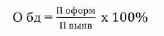 О бд = П оформ / П выяв х 100%